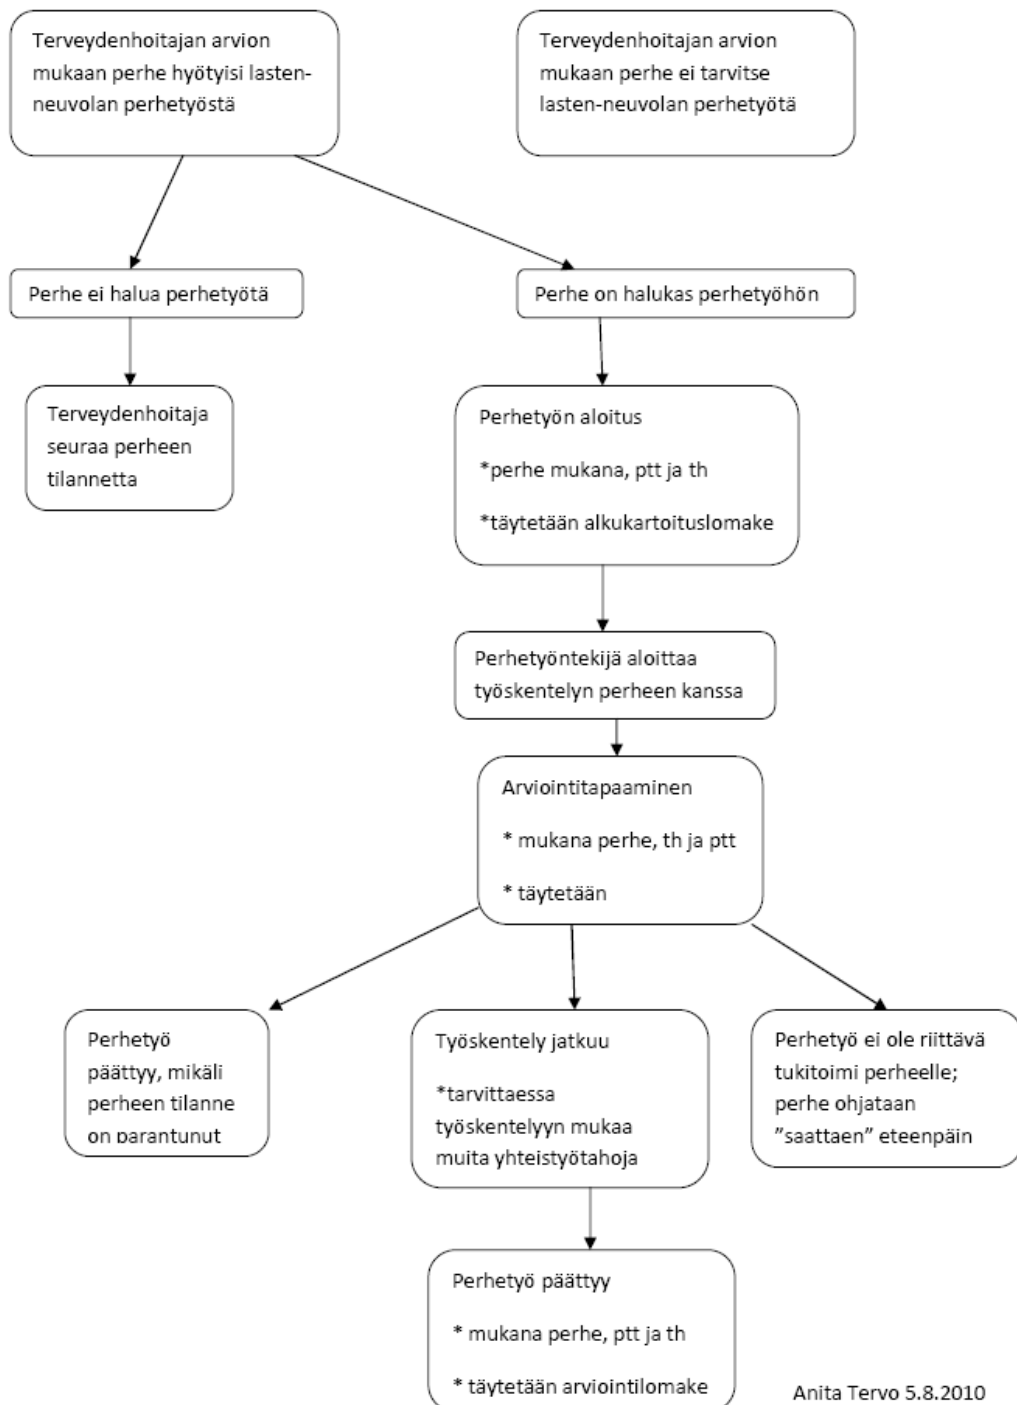 Terveydenhoitajan arvion
mukaan perhe hyötyisi lasten-
neuvolan perhetyöstä
Terveydenhoitajan arvion
mukaan perhe ei tarvitse
lasten-neuvolan perhetyötä
Perhe ei halua perhetyötä
Perhe on halukas perhetyöhön
Terveydenhoitaja
seuraa perheen
tilannetta
Perhetyön aloitus
*perhe mukana, ptt ja th
*täytetään alkukartoituslomake
Perhetyöntekijä aloittaa
työskentelyn perheen kanssa
Arviointitapaaminen
* mukana perhe, th ja ptt
* täytetään
Perhetyö
päättyy, mikäli
perheen tilanne
on parantunut
Työskentely jatkuu
*tarvittaessa
työskentelyyn mukaa
muita yhteistyötahoja
Perhetyö ei ole riittävä
tukitoimi perheelle;
perhe ohjataan
”saattaen” eteenpäin
Perhetyö päättyy
* mukana perhe, ptt ja th
* täytetään arviointilomake
Anita Tervo 5.8.2010